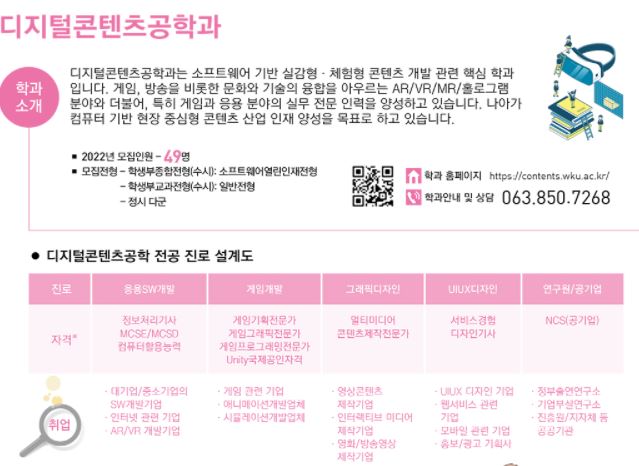 디지털콘텐츠공학과
학과
소개
디지털콘텐츠공학과는 소프트웨어 기반 실감형·체험형 콘텐츠 개발 관련 핵심 학과
입니다. 게임, 방송을 비롯한 문화와 기술의 융합을 아우르는 AR/VR/MR/홀로그램
분야와 더불어, 특히 게임과 응용 분야의 실무 전문 인력을 양성하고 있습니다. 나아가
컴퓨터 기반 현장 중심형 콘텐츠 산업 인재 양성을 목표로 하고 있습니다.
■ 2022년 모집인원 – 49명
■ 모집전형 – 학생부종합전형(수시): 소프트웨어열린인재전형
– 학생부교과전형(수시): 일반전형
– 정시 다군
학과 홈페이지 https://contents.wku.ac.kr/
학과안내 및 상담 063.850.7268
● 디지털콘텐츠공학 전공 진로 설계도
진로 응용SW개발 게임개발 그래픽디자인 UIUX디자인 연구원/공기업
자격*
정보처리기사
MCSE/MCSD
컴퓨터활용능력
게임기획전문가
게임그래픽전문가
게임프로그래밍전문가
Unity국제공인자격
멀티미디어
콘텐츠제작전문가
서비스경험
디자인기사
NCS(공기업)
취업
· 대기업/중소기업의
SW개발기업
· 인터넷 관련 기업
· AR/VR 개발기업
· 게임 관련 기업
· 애니메이션개발업체
· 시뮬레이션개발업체
· 영상콘텐츠
제작기업
· 인터랙티브 미디어
제작기업
· 영화/방송영상
제작기업
· UIUX 디자인 기업
· 웹서비스 관련
기업
· 모바일 관련 기업
· 홍보/광고 기획사
· 정부출연연구소
· 기업부설연구소
· 진흥원/지자체 등
공공기관